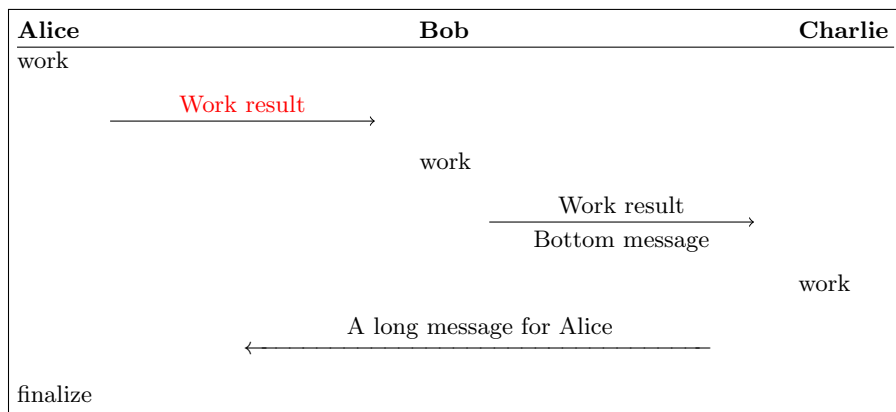 Alice Bob Charlie
work
Work result
work
Work result
Bottom message
work
A long message for Alice
finalize